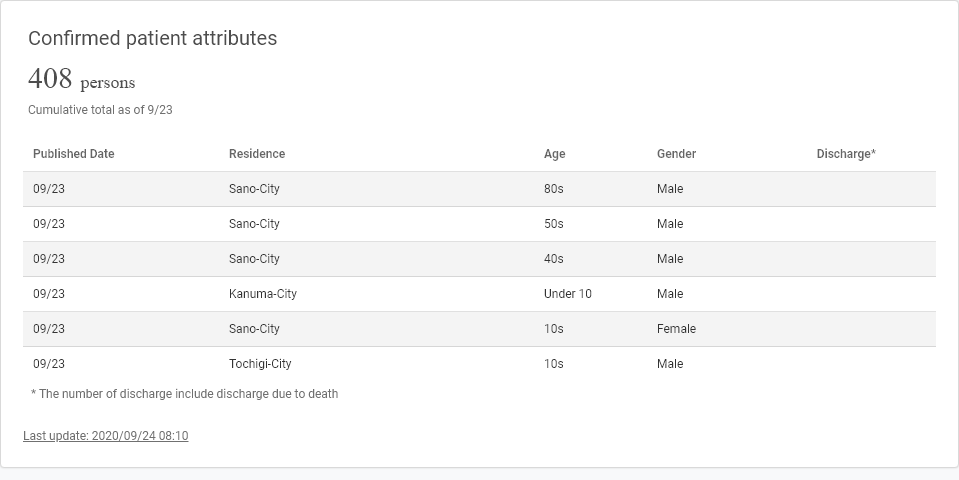 Confirmed patient attributes
408 persons
Cumulative total as of 9/23
Published Date Residence Age Gender Discharge*
09/23 Sano-City 80s Male
09/23 Sano-City 50s Male
09/23 Sano-City 40s Male
09/23 Kanuma-City Under 10 Male
09/23 Sano-City 10s Female
09/23 Tochigi-City 10s Male
* The number of discharge include discharge due to death
Last update: 2020/09/24 08:10